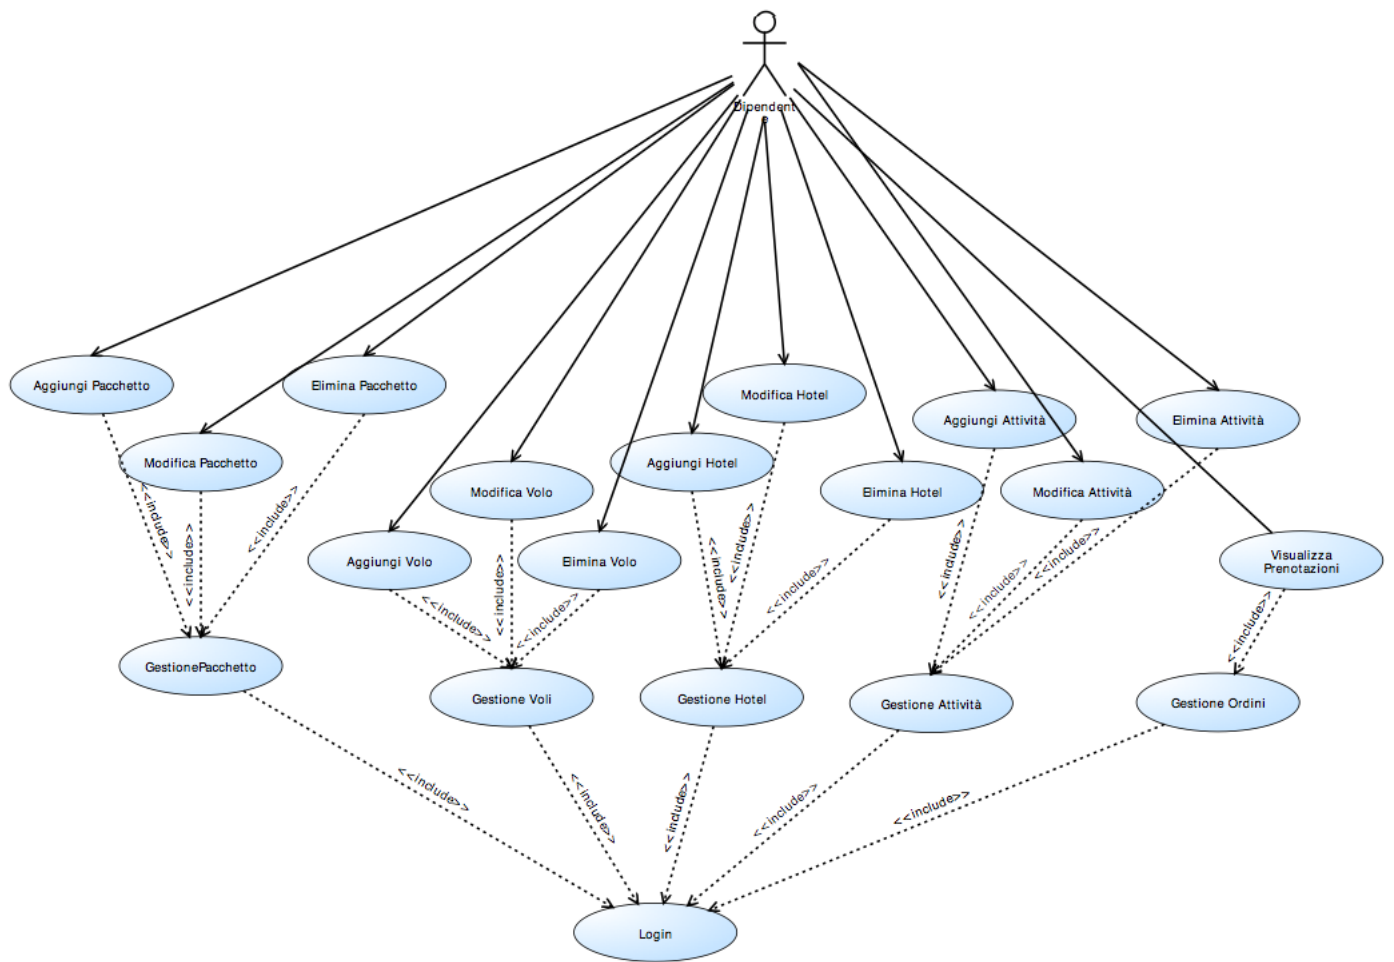 Dipendent
e
Aggiungi Pacchetto
Elimina Pacchetto
Modifica Hotel
Aggiungi Attività
Elimina Attività
Modifica Pacchetto
Aggiungi Hotel
Modifica Volo
Elimina Hotel
Modifica Attività
Aggiungi Volo
Elimina Volo
Visualizza
Prenotazioni
<<include>>
<<include>>
<<include>>
<<include>>
<<include>>
<<include>>
<<include>>
<<include>>
<<include>>
<<include>>
<<include>>
<<include>>
<<include>>
GestionePacchetto
Gestione Voli
Gestione Hotel
Gestione Attività
Gestione Ordini
<<include>>
<<include>>
<<include>>
<<include>>
<<include>>
Login